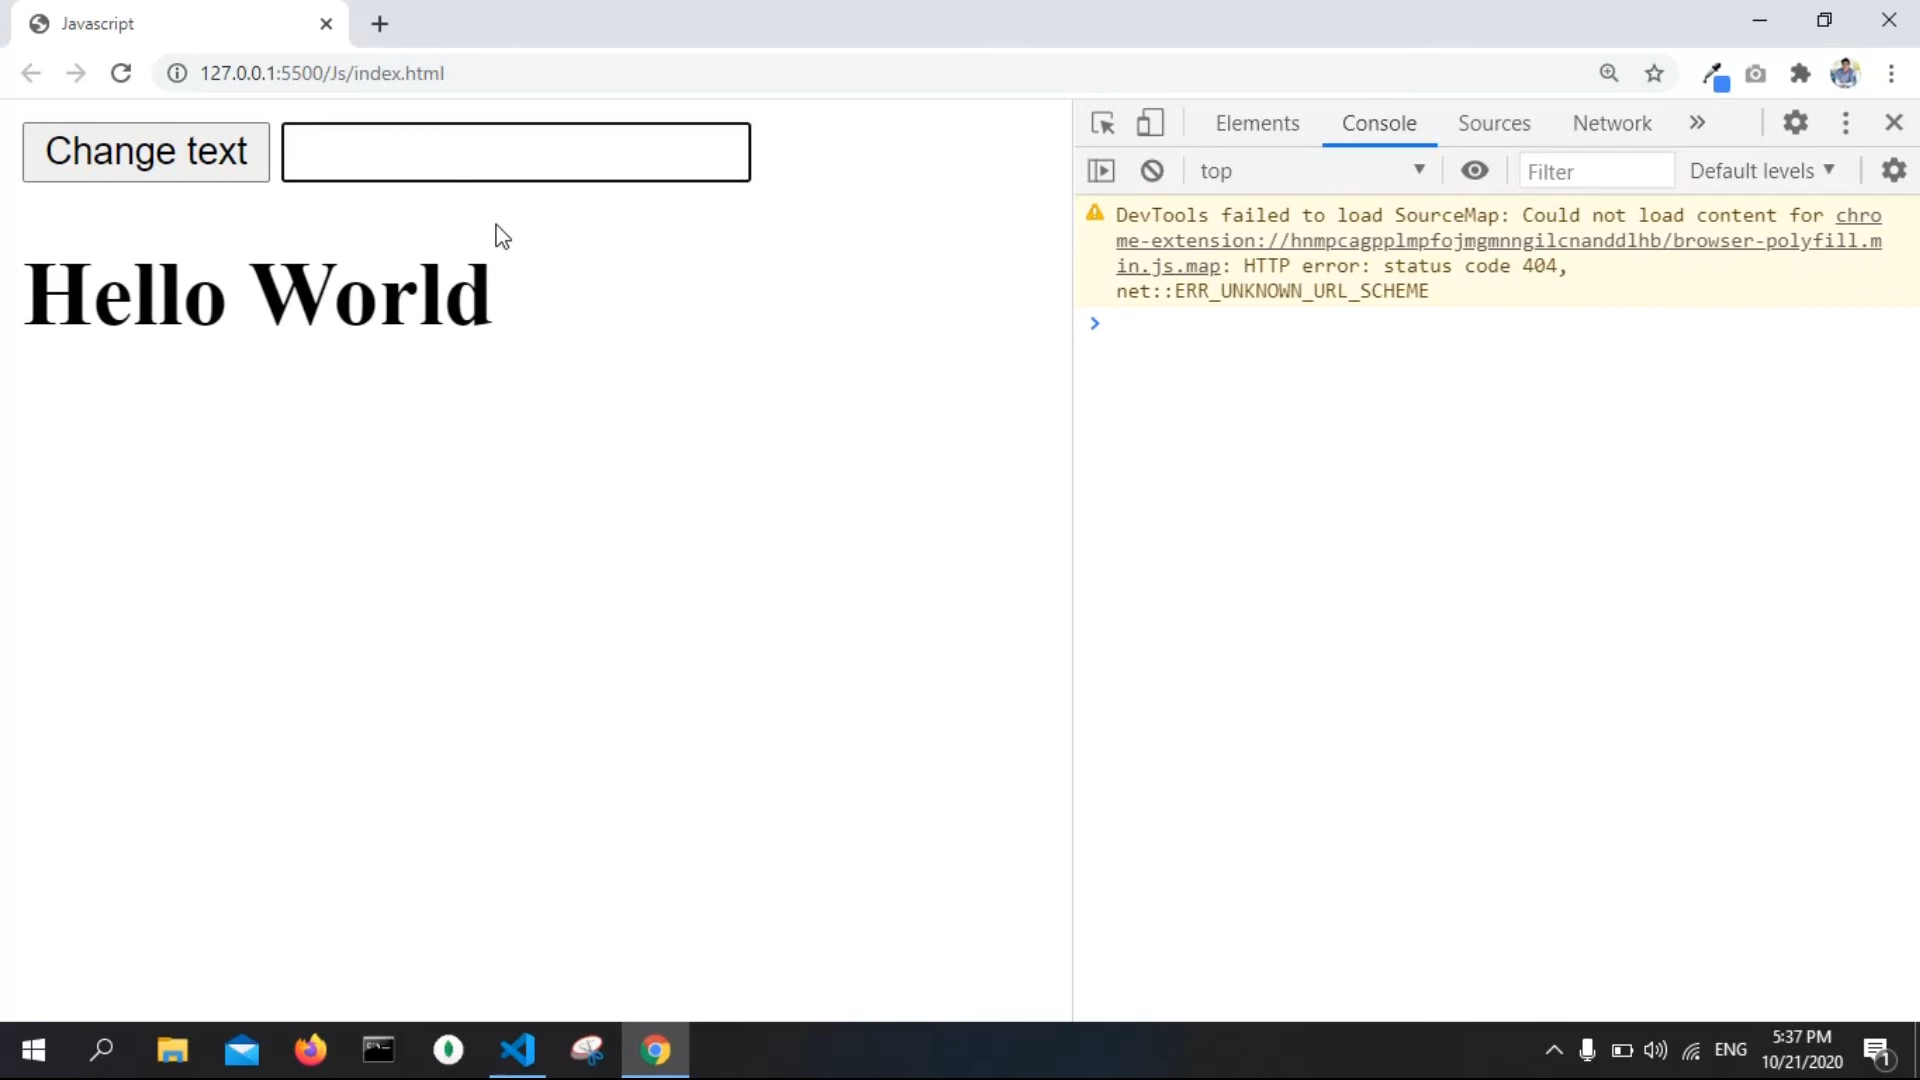 Javascript
127.0.0.1:5500/Js/index.html
Change text
Hello World
Elements Console Sources Network
top Filter Default levels
DevTools failed to load SourceMap: Could not load content for chro
me-extension://hnmpcagpplmpfojmgmnngilcnanddlhb/browser-polyfill.m
in.js.map: HTTP error: status code 404,
net::ERR_UNKNOWN_URL_SCHEME
ENG
5:37 PM
10/21/2020
1